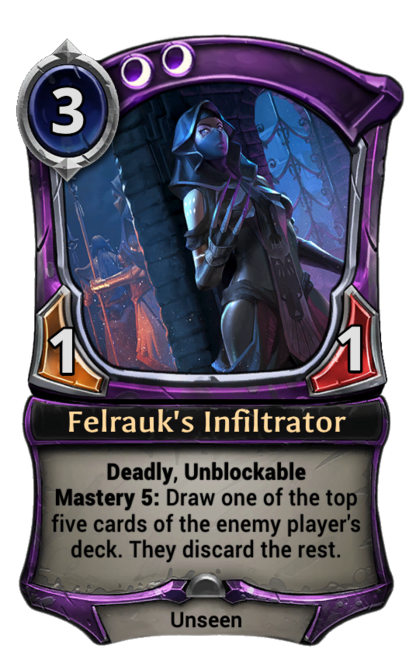 3
1
1
Felrauk's Infiltrator
Deadly, Unblockable
Mastery 5: Draw one of the top
five cards of the enemy player's
deck. They discard the rest.
Unseen